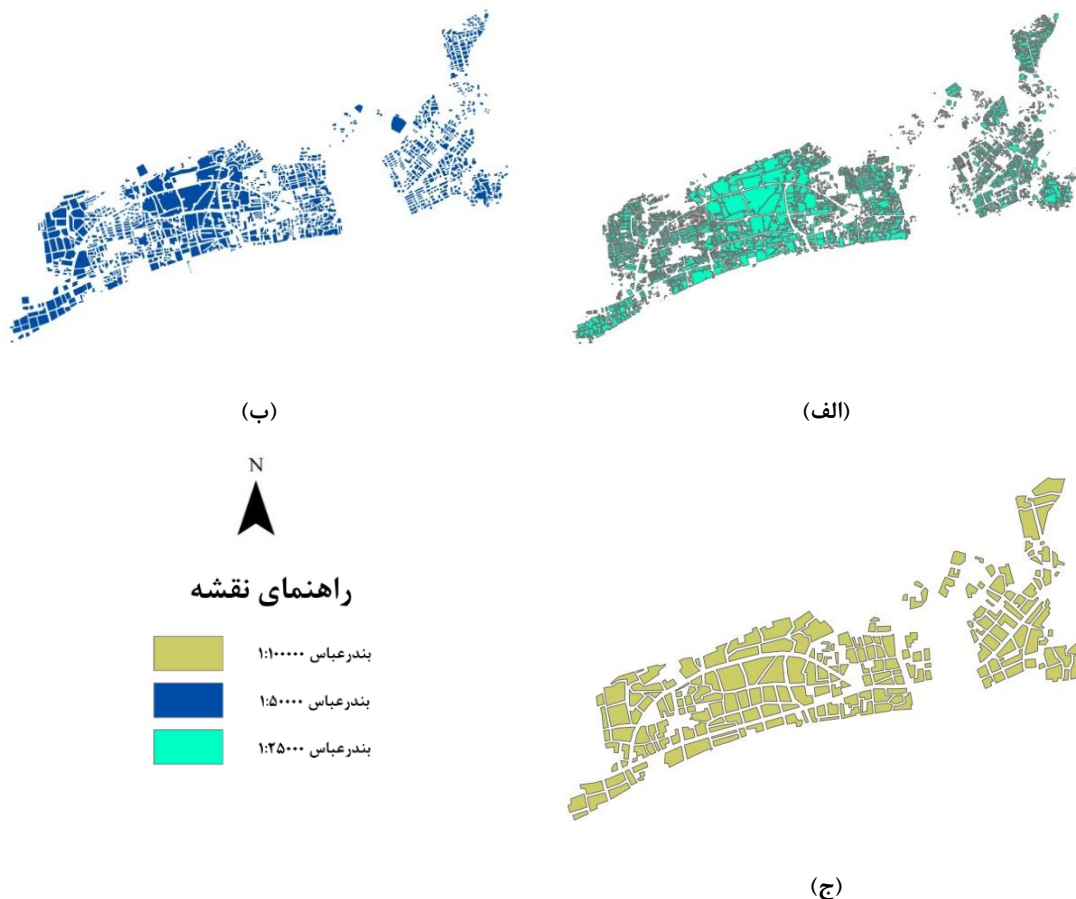 (الف)
(ب)
N
راهنمای نقشه
بندرعباس ۱:۱۰۰۰۰۰
بندرعباس ۱:۵۰۰۰۰
بندرعباس ۱:۲۵۰۰۰
(ج)